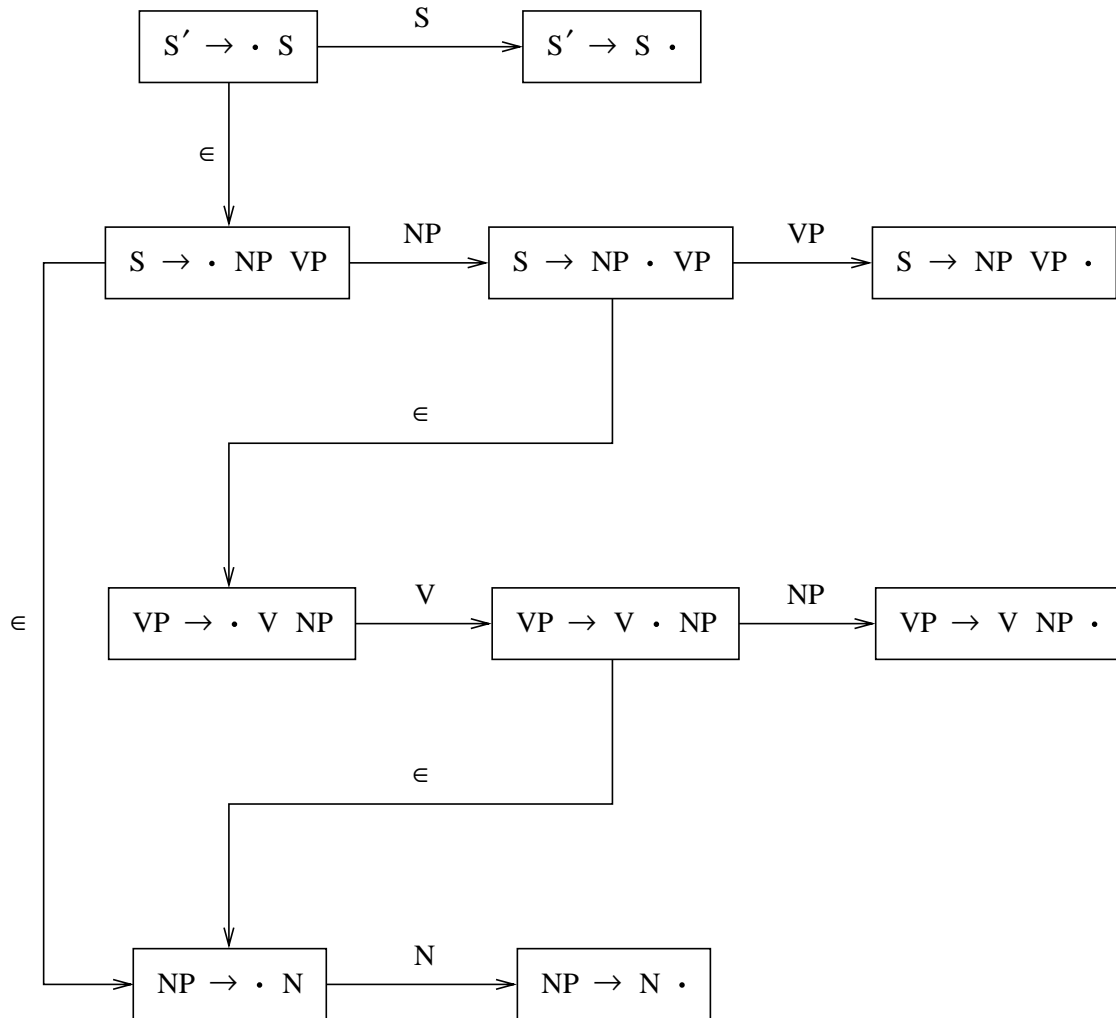 S
S′ → · S
S′ → S ·
∈
NP
VP
S → · NP VP
S → NP · VP
S → NP VP ·
∈
V
NP
∈
VP → · V NP
VP → V · NP
VP → V NP ·
∈
N
NP → · N
NP → N ·